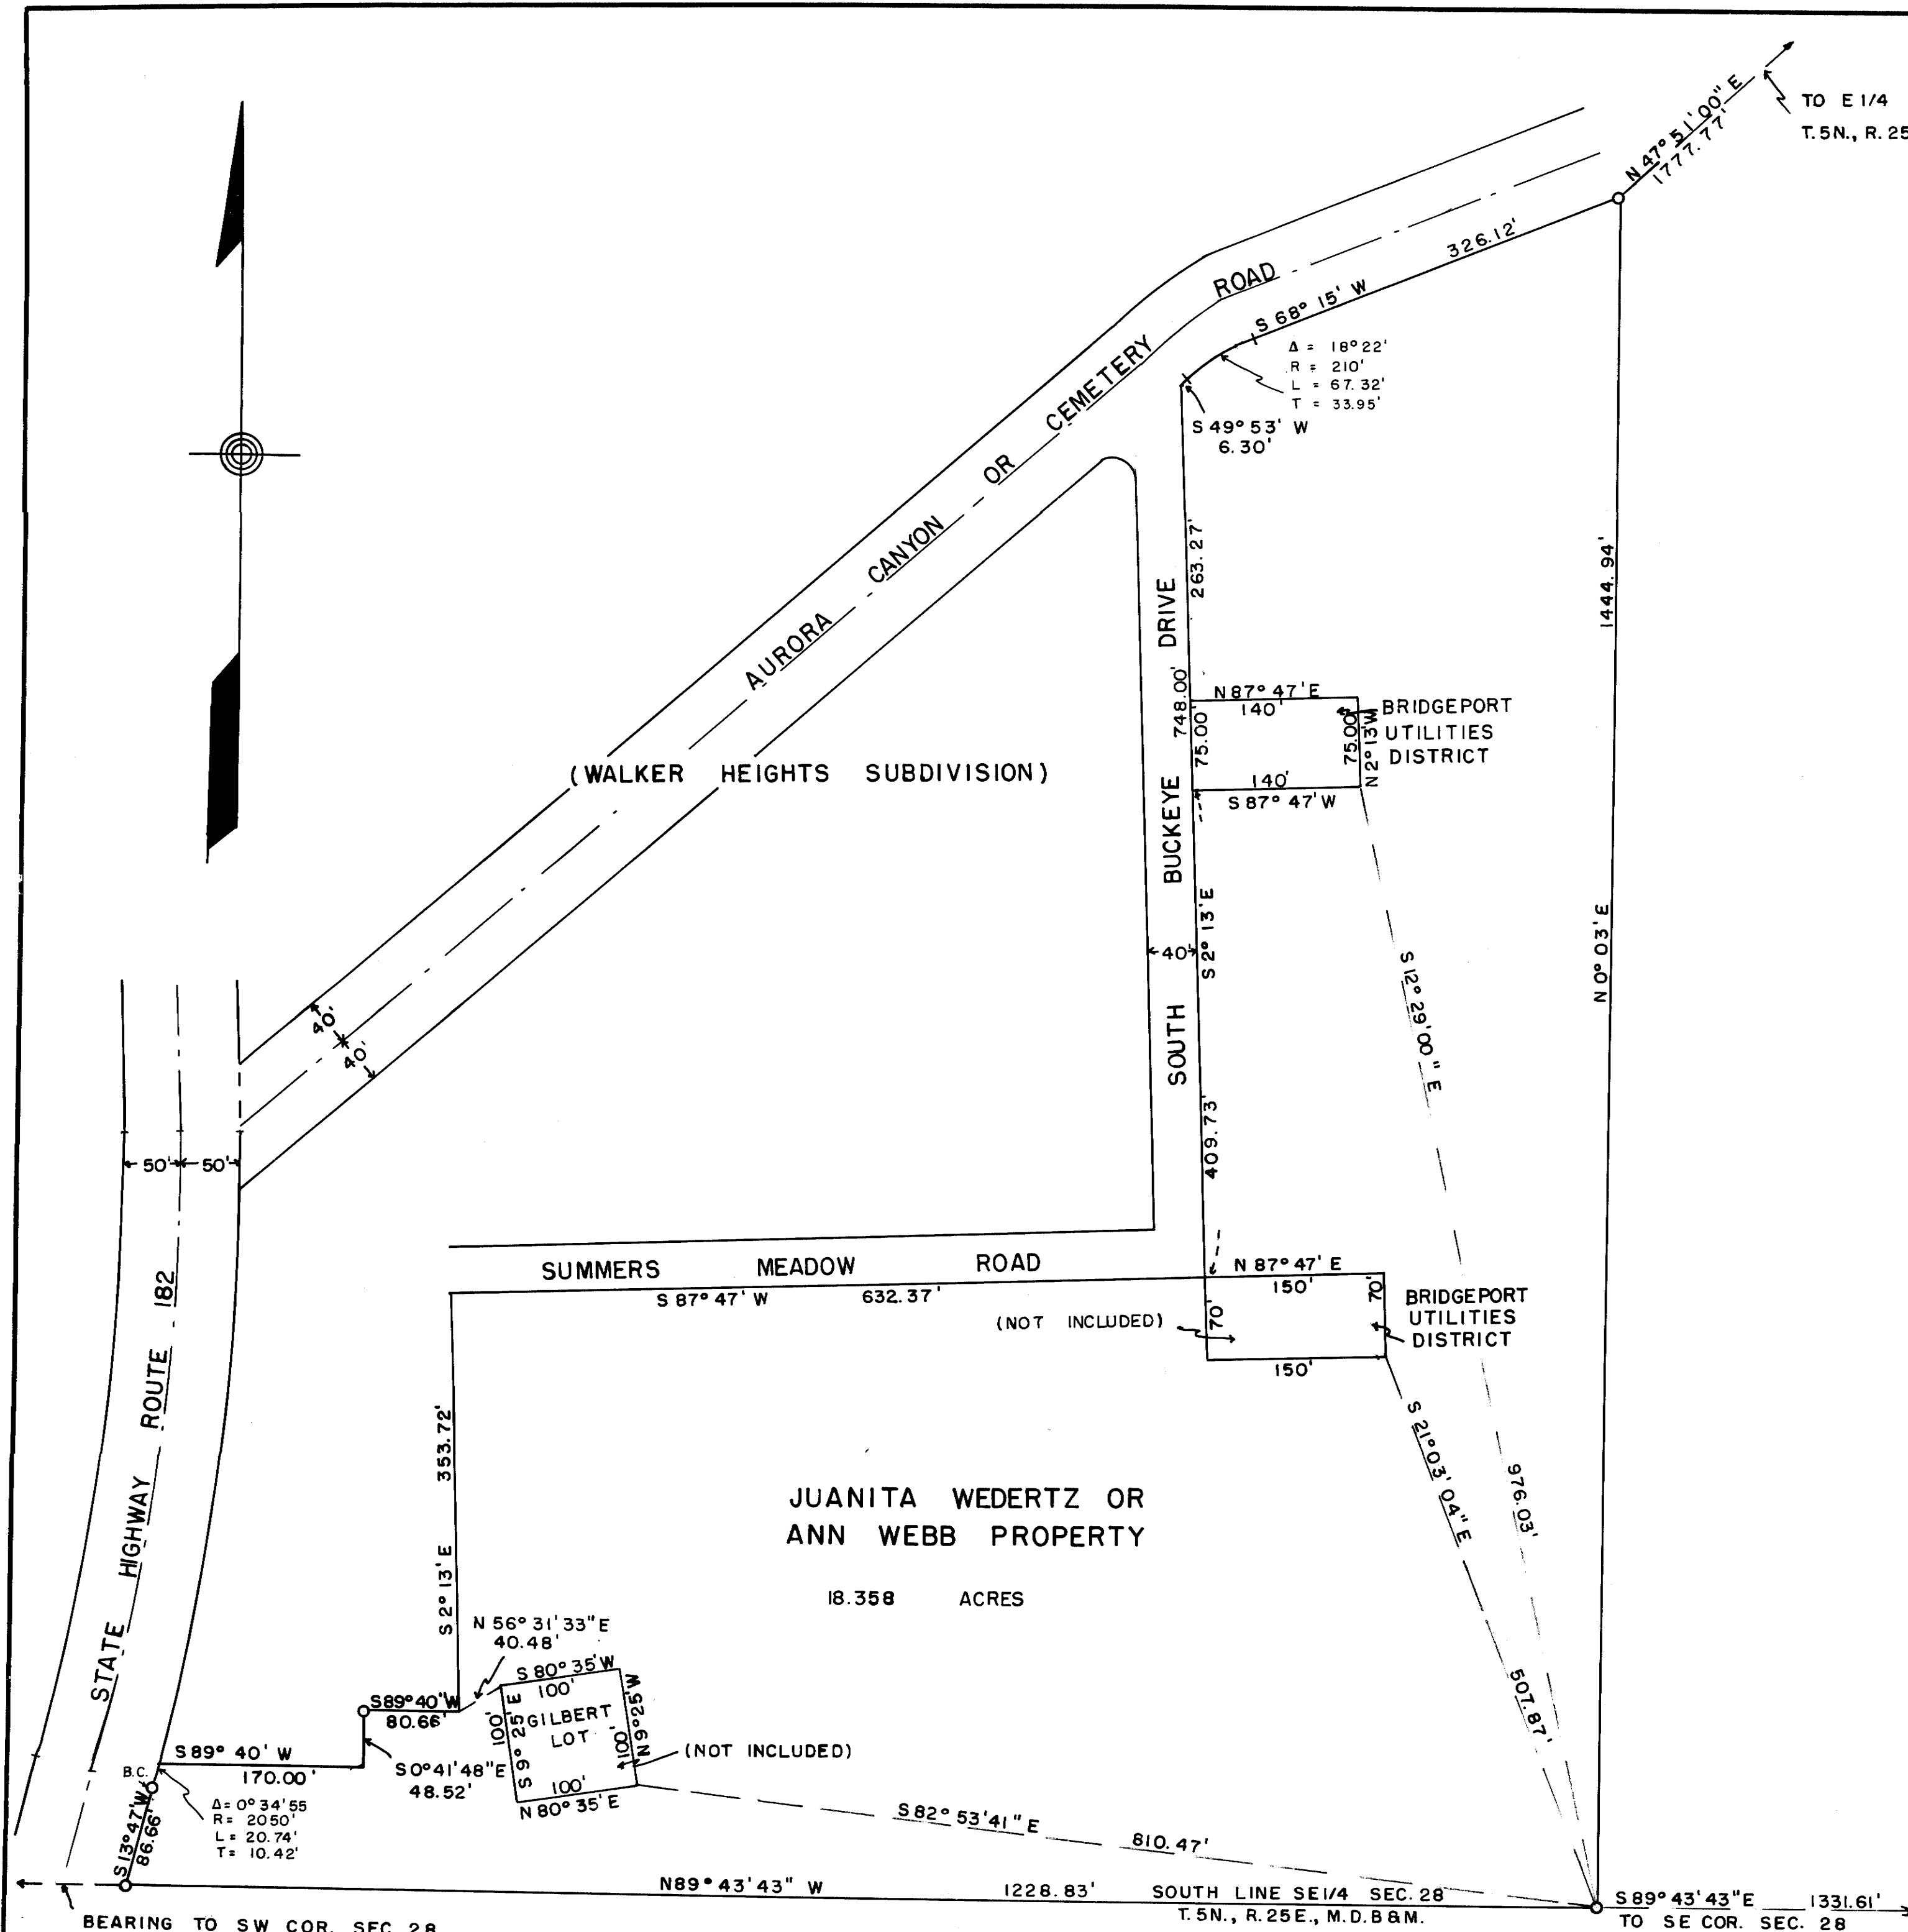 TO E 1/4
T. 5N., R. 25
N 47° 51' 00" E
1777.77'
326.12'
S 68° 15' W
ROAD
Δ = 18° 22'
R = 210'
L = 67.32'
T = 33.95'
CEMETERY
S 49° 53' W
6.30'
OR
CANYON
AURORA
263.27'
1444.94'
DRIVE
748.00'
N 87° 47' E
140'
75.00'
75.00'
N 2° 13' W
BRIDGEPORT
UTILITIES
DISTRICT
(WALKER HEIGHTS SUBDIVISION)
140'
S 87° 47' W
BUCKEYE
S 2° 13' E
40'
N 0° 03' E
S 12° 29' 00" E
SOUTH
40'
40'
409.73'
50'
50'
SUMMERS MEADOW ROAD
S 87° 47' W 632.37'
N 87° 47' E
150'
70'
70'
BRIDGEPORT
UTILITIES
DISTRICT
(NOT INCLUDED)
150'
STATE HIGHWAY ROUTE 182
353.72'
S 2° 13' E
S 21° 03' 04" E
976.03'
507.87'
JUANITA WEDERTZ OR
ANN WEBB PROPERTY
18.358 ACRES
N 56° 31' 33" E
40.48'
S 80° 35' W
100'
S 89° 40' W
80.66'
100'
S 9° 25' E
GILBERT
LOT
100'
N 9° 25' W
(NOT INCLUDED)
S 89° 40' W
170.00'
S 0° 41' 48" E
48.52'
100'
N 80° 35' E
B.C.
Δ = 0° 34' 55
R = 2050'
L = 20.74'
T = 10.42'
S 13° 47' W
86.66'
S 82° 53' 41" E
810.47'
N 89° 43' 43" W
1228.83'
SOUTH LINE SE 1/4 SEC. 28
T. 5N., R. 25E., M.D.B & M.
S 89° 43' 43" E 1331.61'
TO SE COR. SEC. 28
BEARING TO SW COR. SEC. 28